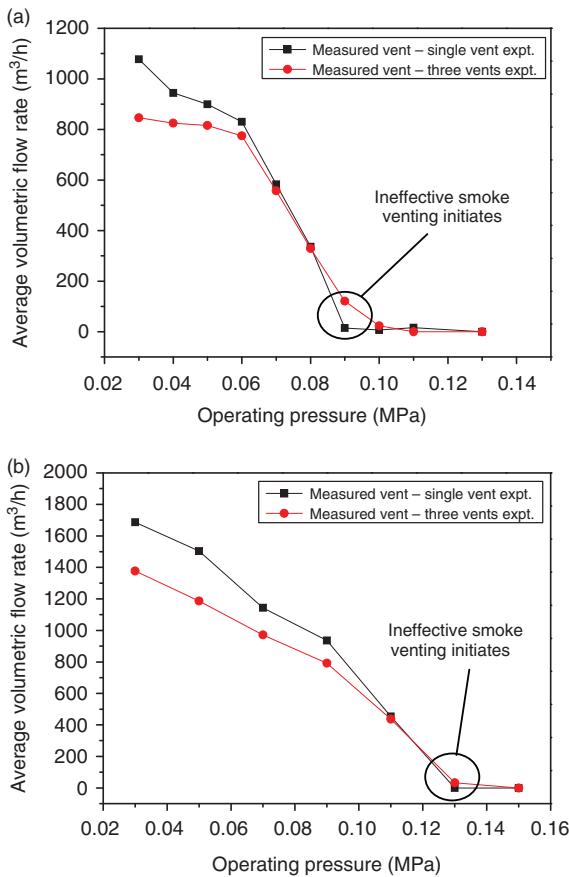 (a)
1200
1000
800
600
400
200
0
Average volumetric flow rate (m³/h)
Measured vent – single vent expt.
Measured vent – three vents expt.
Ineffective smoke
venting initiates
0.02 0.04 0.06 0.08 0.10 0.12 0.14
Operating pressure (MPa)
(b)
2000
1800
1600
1400
1200
1000
800
600
400
200
0
Average volumetric flow rate (m³/h)
Measured vent – single vent expt.
Measured vent – three vents expt.
Ineffective smoke
venting initiates
0.02 0.04 0.06 0.08 0.10 0.12 0.14 0.16
Operating pressure (MPa)